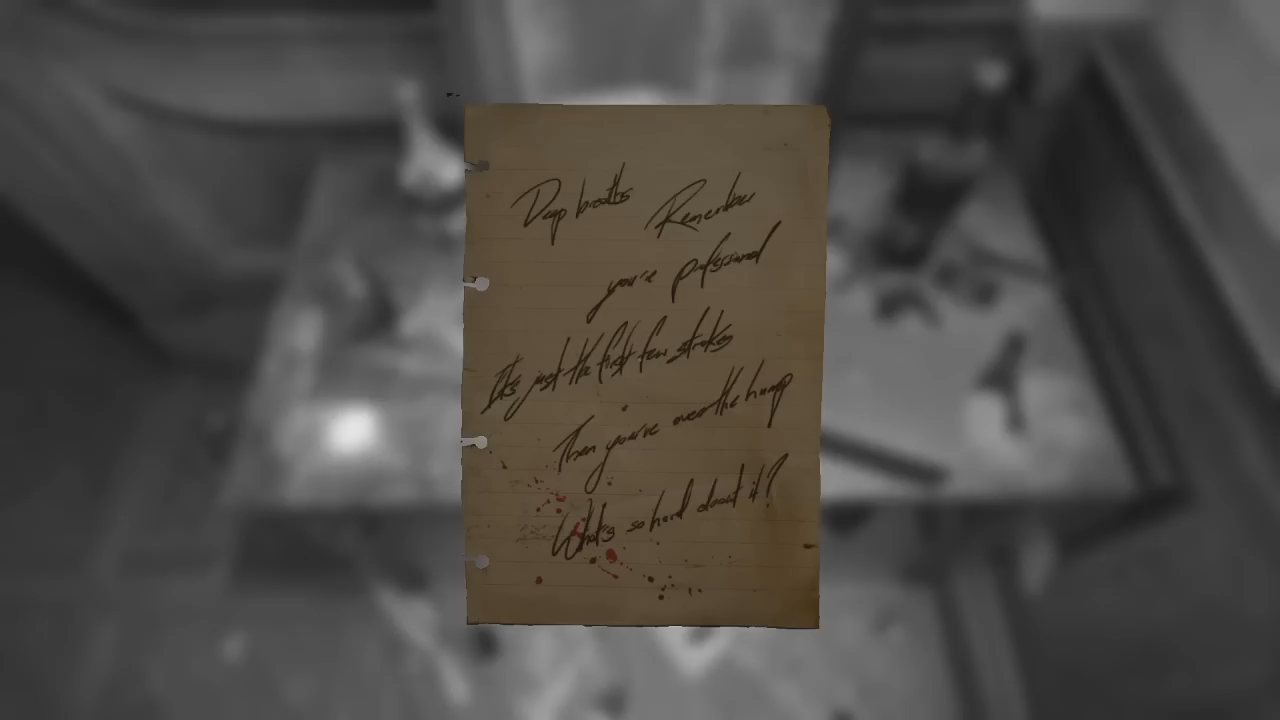 Deep breaths Remember
you're professional
It's just the first few strokes
Then you're over the hump
What's so hard about it?